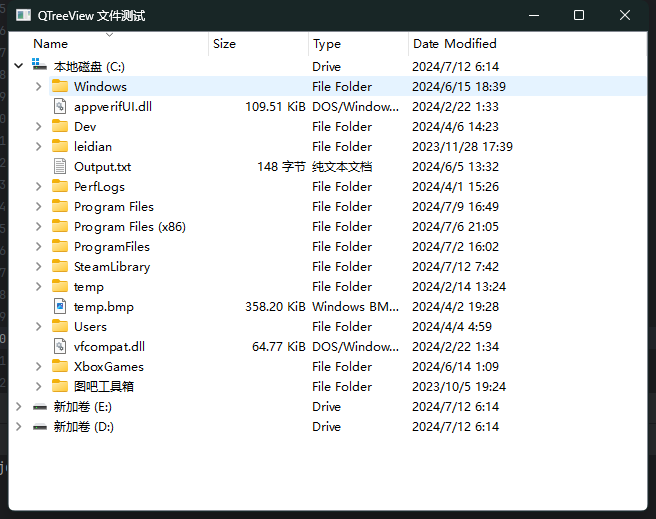 QTreeView 文件测试
Name Size Type Date Modified
本地磁盘 (C:) Drive 2024/7/12 6:14
Windows File Folder 2024/6/15 18:39
appverifUI.dll 109.51 KiB DOS/Window... 2024/2/22 1:33
Dev File Folder 2024/4/6 14:23
leidian File Folder 2023/11/28 17:39
Output.txt 148 字节 纯文本文档 2024/6/5 13:32
PerfLogs File Folder 2024/4/1 15:26
Program Files File Folder 2024/7/9 16:49
Program Files (x86) File Folder 2024/7/6 21:05
ProgramFiles File Folder 2024/7/2 16:02
SteamLibrary File Folder 2024/7/12 7:42
temp File Folder 2024/2/14 13:24
temp.bmp 358.20 KiB Windows BM... 2024/4/2 19:28
Users File Folder 2024/4/4 4:59
vfcompat.dll 64.77 KiB DOS/Window... 2024/2/22 1:34
XboxGames File Folder 2024/6/14 1:09
图吧工具箱 File Folder 2023/10/5 19:24
新加卷 (E:) Drive 2024/7/12 6:14
新加卷 (D:) Drive 2024/7/12 6:14